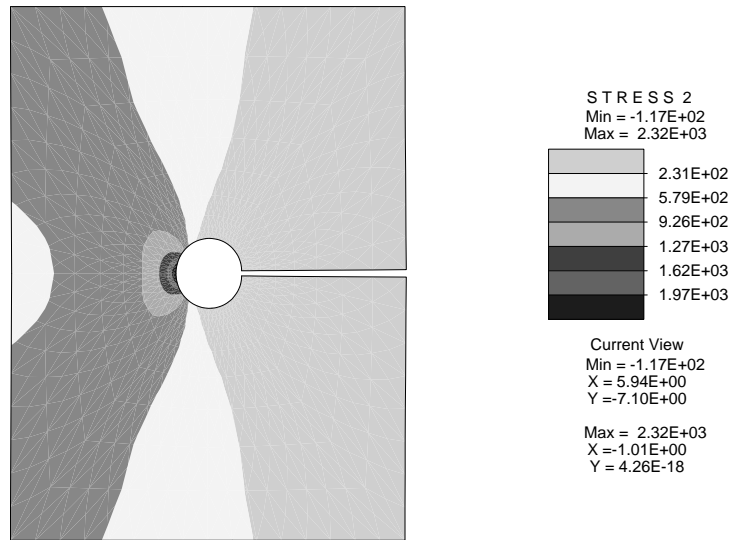 S T R E S S 2
Min = -1.17E+02
Max = 2.32E+03
2.31E+02
5.79E+02
9.26E+02
1.27E+03
1.62E+03
1.97E+03
Current View
Min = -1.17E+02
X = 5.94E+00
Y =-7.10E+00
Max = 2.32E+03
X =-1.01E+00
Y = 4.26E-18